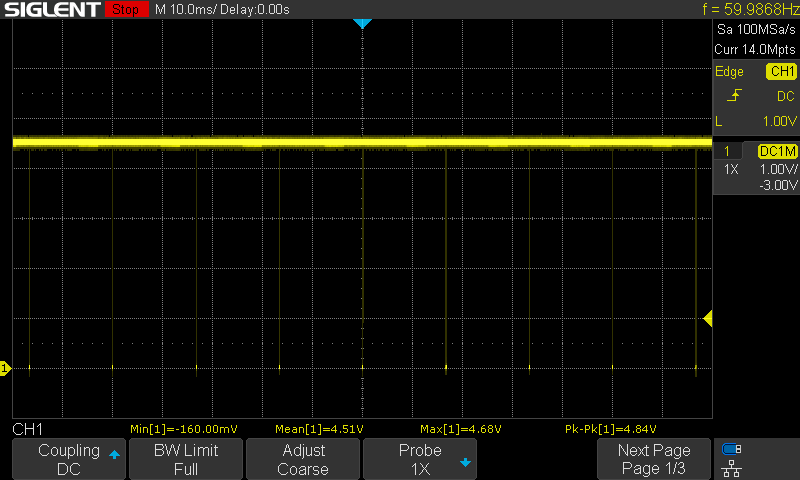 SIGLENT Stop M 10.0ms/ Delay:0.00s f = 59.9868Hz
Sa 100MSa/s
Curr 14.0Mpts
Edge CH1
DC
L 1.00V
1 DC1M
1X 1.00V/
-3.00V
1
CH1 Min[1]=-160.00mV Mean[1]=4.51V Max[1]=4.68V Pk-Pk[1]=4.84V
Coupling BW Limit Adjust Probe Next Page
DC Full Coarse 1X Page 1/3